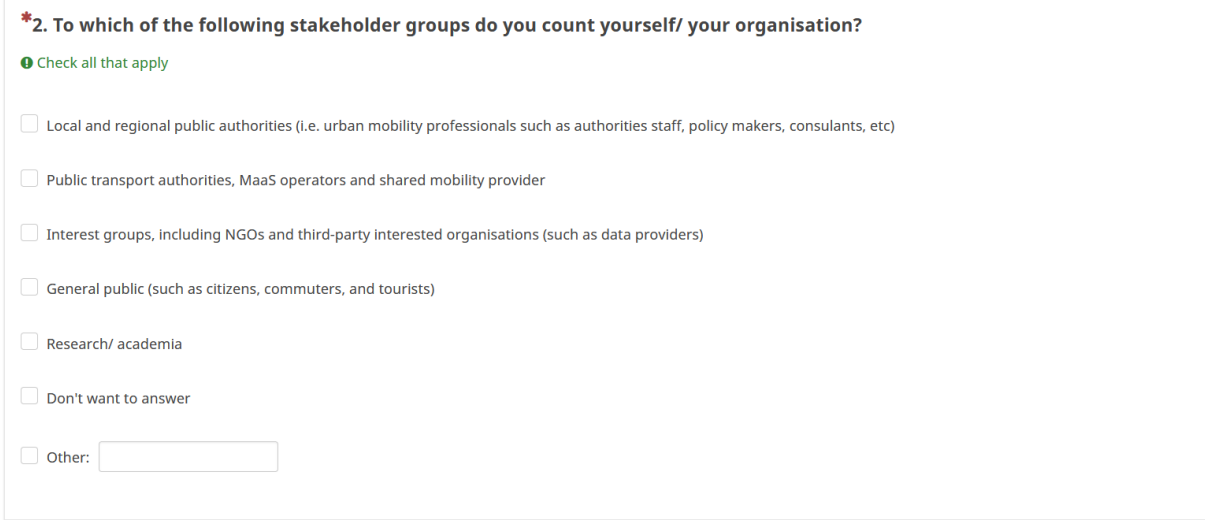 *2. To which of the following stakeholder groups do you count yourself/ your organisation?
Check all that apply
Local and regional public authorities (i.e. urban mobility professionals such as authorities staff, policy makers, consulants, etc)
Public transport authorities, MaaS operators and shared mobility provider
Interest groups, including NGOs and third-party interested organisations (such as data providers)
General public (such as citizens, commuters, and tourists)
Research/ academia
Don't want to answer
Other: